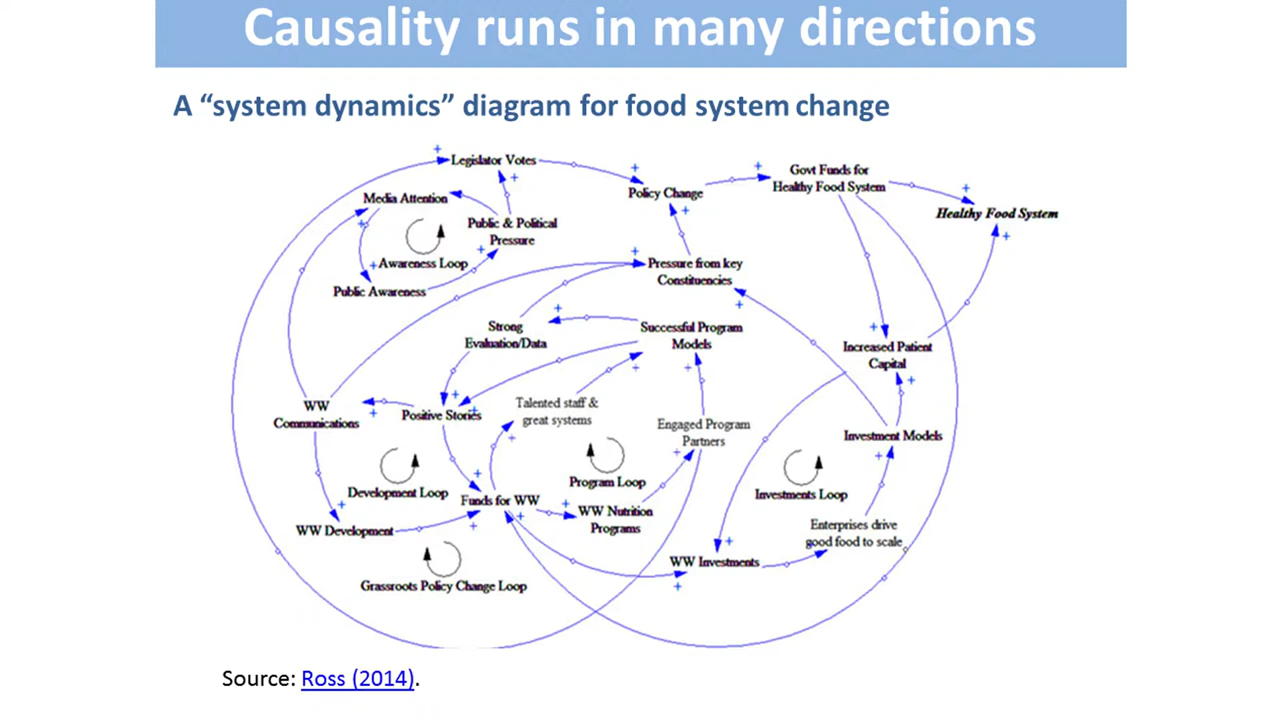 Causality runs in many directions
A “system dynamics” diagram for food system change
+
Legislator Votes
+
Policy Change
+
Govt Funds for
Healthy Food System
+
Healthy Food System
+
Media Attention
+
Public & Political
Pressure
+
+
+
Awareness Loop
+
Public Awareness
+
Pressure from key
Constituencies
+
+
Strong
Evaluation/Data
+
Successful Program
Models
+
+
+
Increased Patient
Capital
+
WW
Communications
+
Positive Stories
+
+
Talented staff &
great systems
+
Engaged Program
Partners
+
Investment Models
+
Development Loop
Program Loop
Investments Loop
+
Funds for WW
+
+
+
WW Nutrition
Programs
+
WW Development
+
Enterprises drive
good food to scale
WW Investments
+
+
Grassroots Policy Change Loop
Source: Ross (2014).